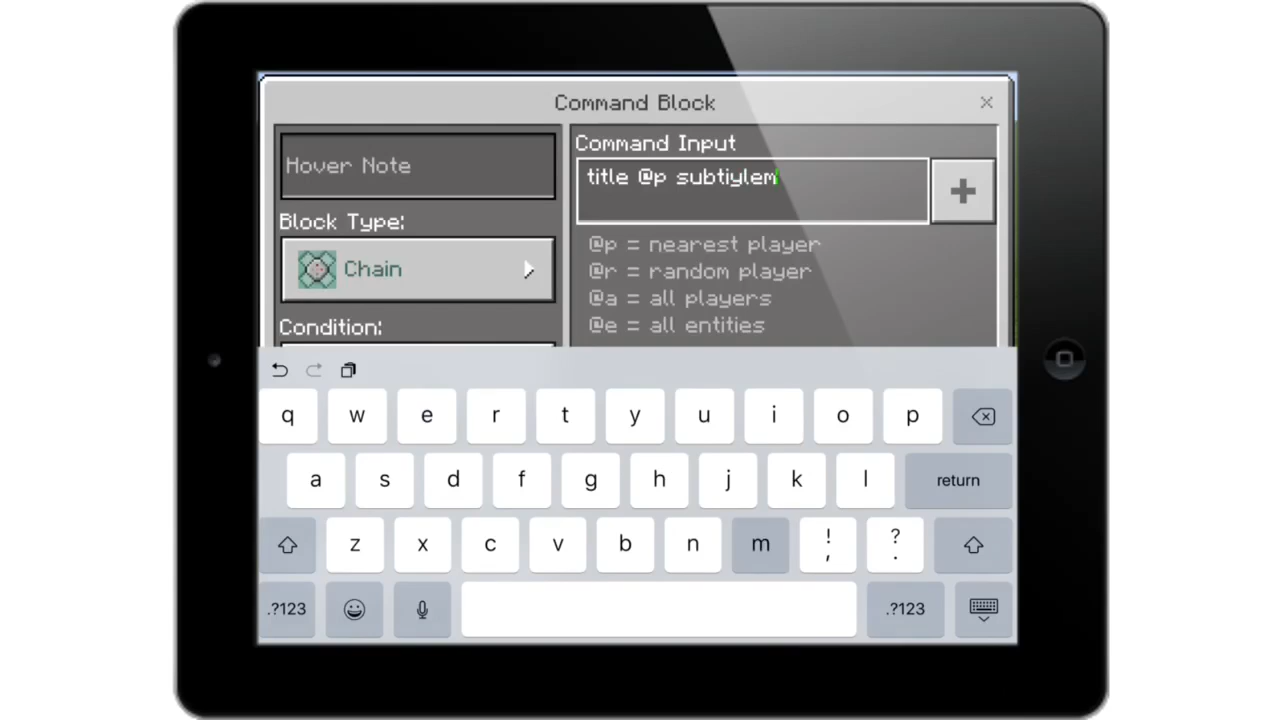 Command Block
Hover Note
Block Type:
Chain
Condition:
Command Input
title @p subtiylem
@p = nearest player
@r = random player
@a = all players
@e = all entities
q w e r t y u i o p
a s d f g h j k l return
z x c v b n m ! , ? .
.?123 .?123